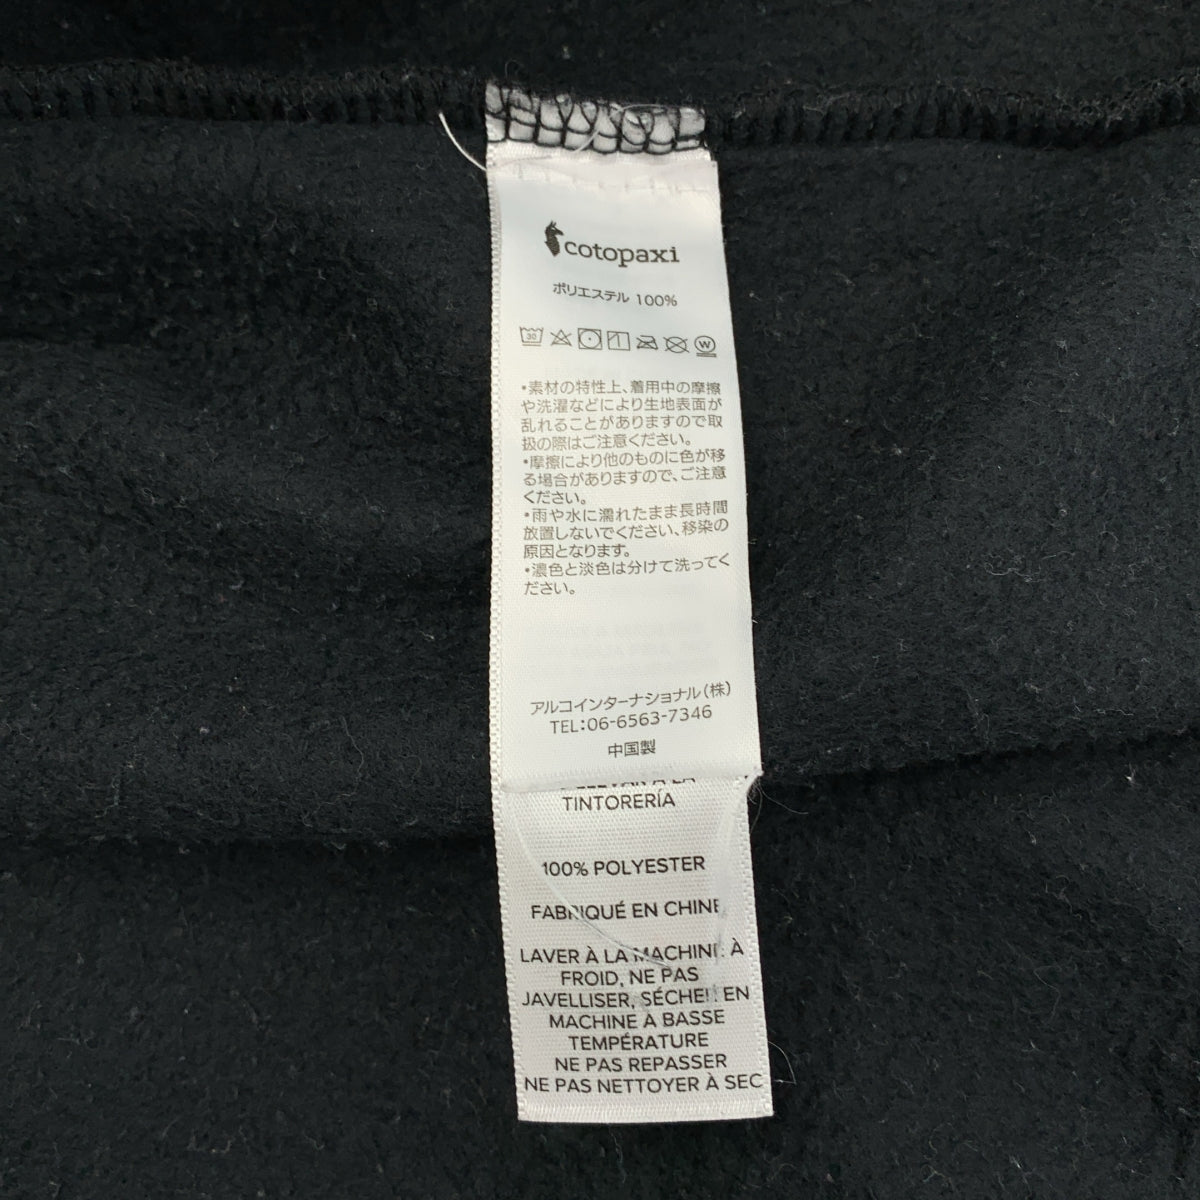 cotopaxi
ポリエステル 100%
30 W
•素材の特性上、着用中の摩擦
や洗濯などにより生地表面が
乱れることがありますので取
扱の際はご注意ください。
•摩擦により他のものに色が移
る場合がありますので、ご注意
ください。
•雨や水に濡れたまま長時間
放置しないでください、移染の
原因となります。
•濃色と淡色は分けて洗ってく
ださい。
アルコインターナショナル(株)
TEL:06-6563-7346
中国製
A LA
TINTORERÍA
100% POLYESTER
FABRIQUÉ EN CHINE
LAVER À LA MACHINE À
FROID, NE PAS
JAVELLISER, SÉCHER EN
MACHINE À BASSE
TEMPÉRATURE
NE PAS REPASSER
NE PAS NETTOYER À SEC